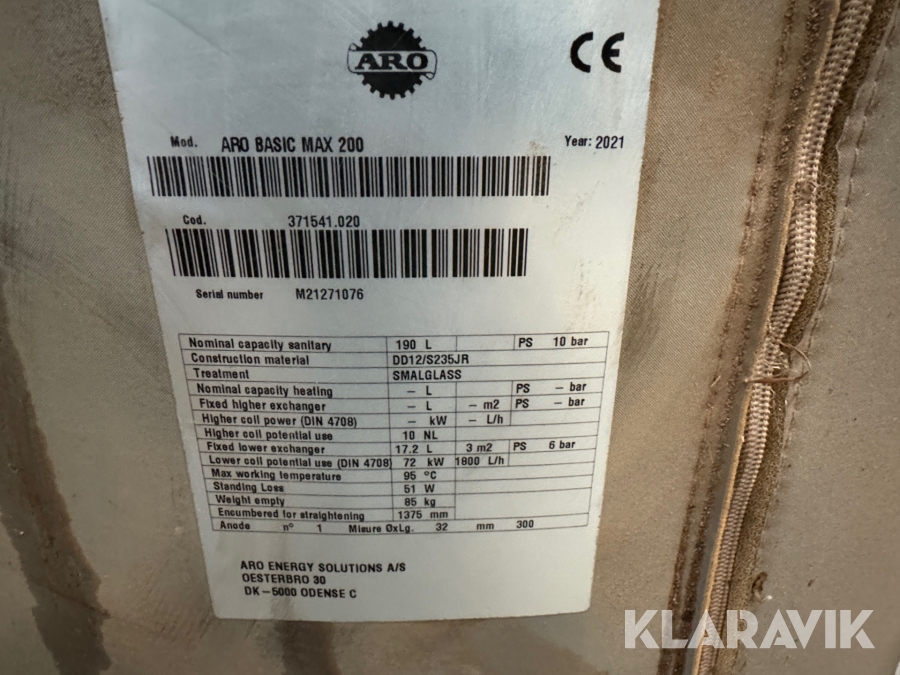 ARO
CE
Mod. ARO BASIC MAX 200 Year: 2021
Cod. 371541.020
Serial number M21271076
Nominal capacity sanitary 190 L PS 10 bar
Construction material DD12/S235JR
Treatment SMALGLASS
Nominal capacity heating – L PS – bar
Fixed higher exchanger – L – m2 PS – bar
Higher coil power (DIN 4708) – kW – L/h
Higher coil potential use 10 NL
Fixed lower exchanger 17.2 L 3 m2 PS 6 bar
Lower coil potential use (DIN 4708) 72 kW 1800 L/h
Max working temperature 95 °C
Standing Loss 51 W
Weight empty 85 kg
Encumbered for straightening 1375 mm
Anode n° 1 Misure ØxLg. 32 mm 300
ARO ENERGY SOLUTIONS A/S
OESTERBRO 30
DK-5000 ODENSE C
KLARAVIK